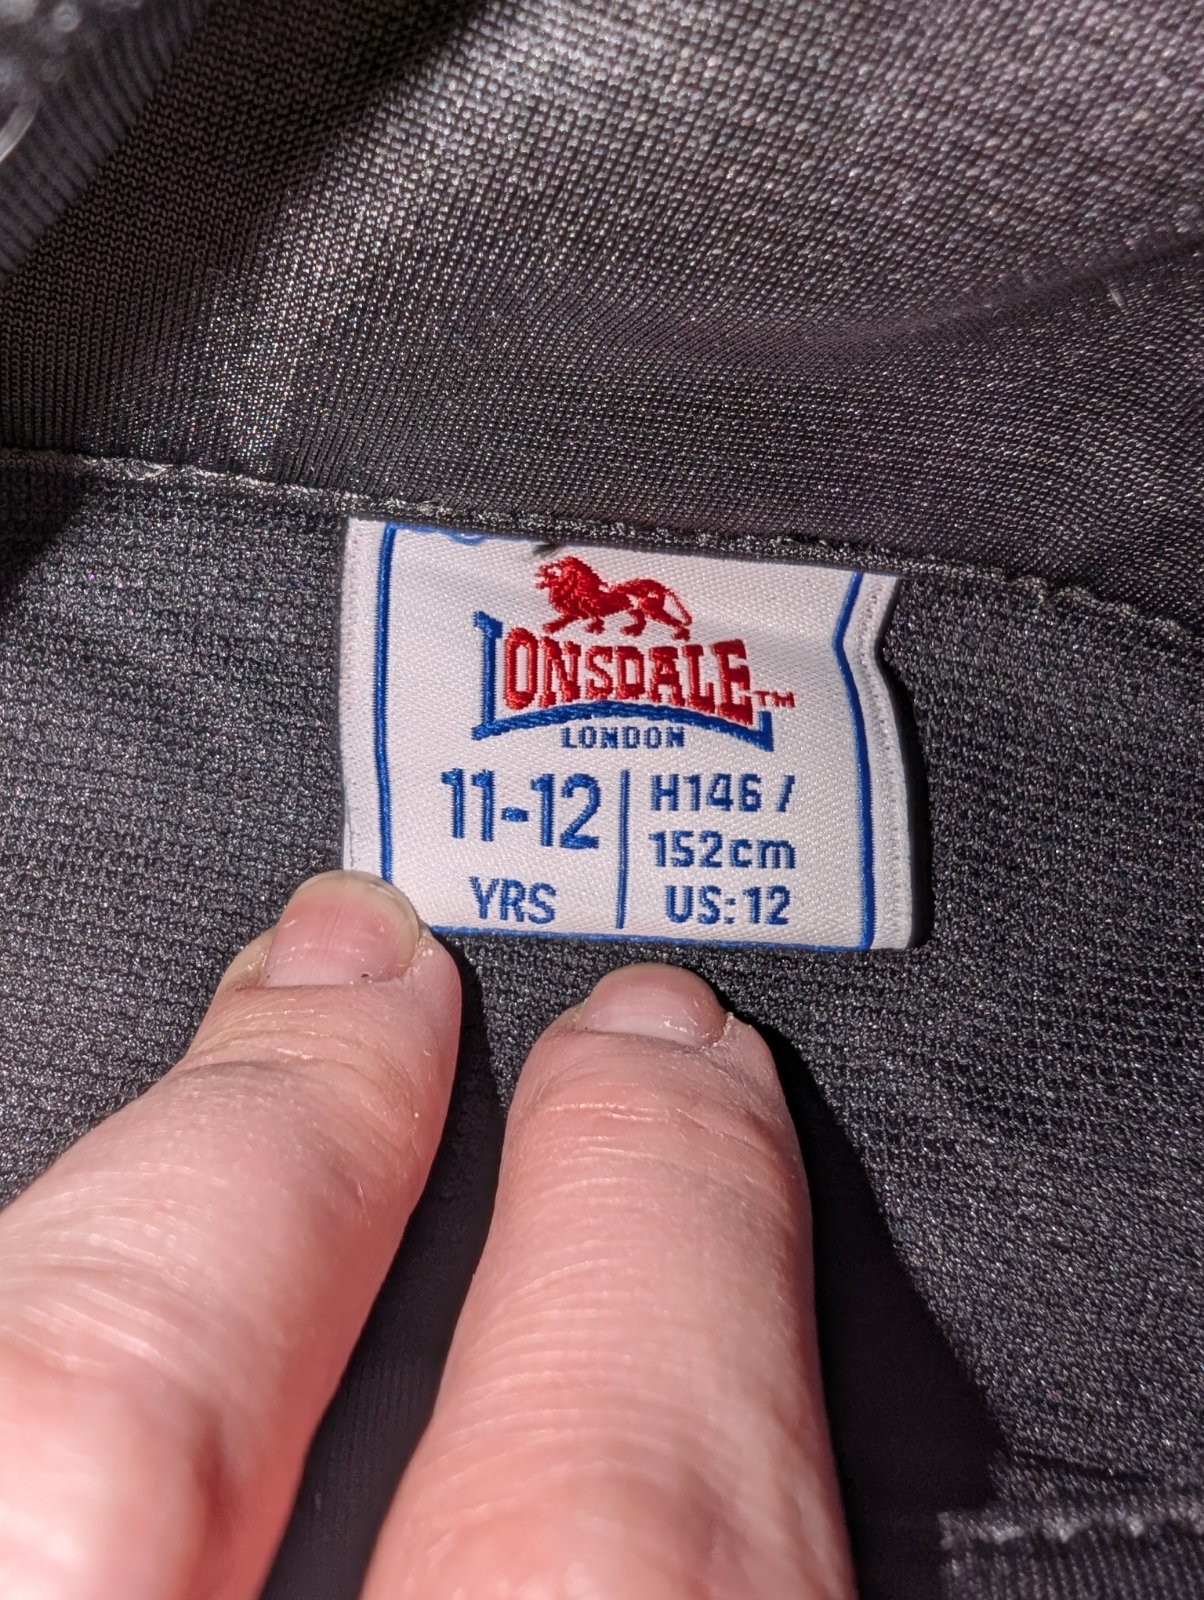 LONSDALE™
LONDON
11-12
YRS
H146 /
152cm
US: 12